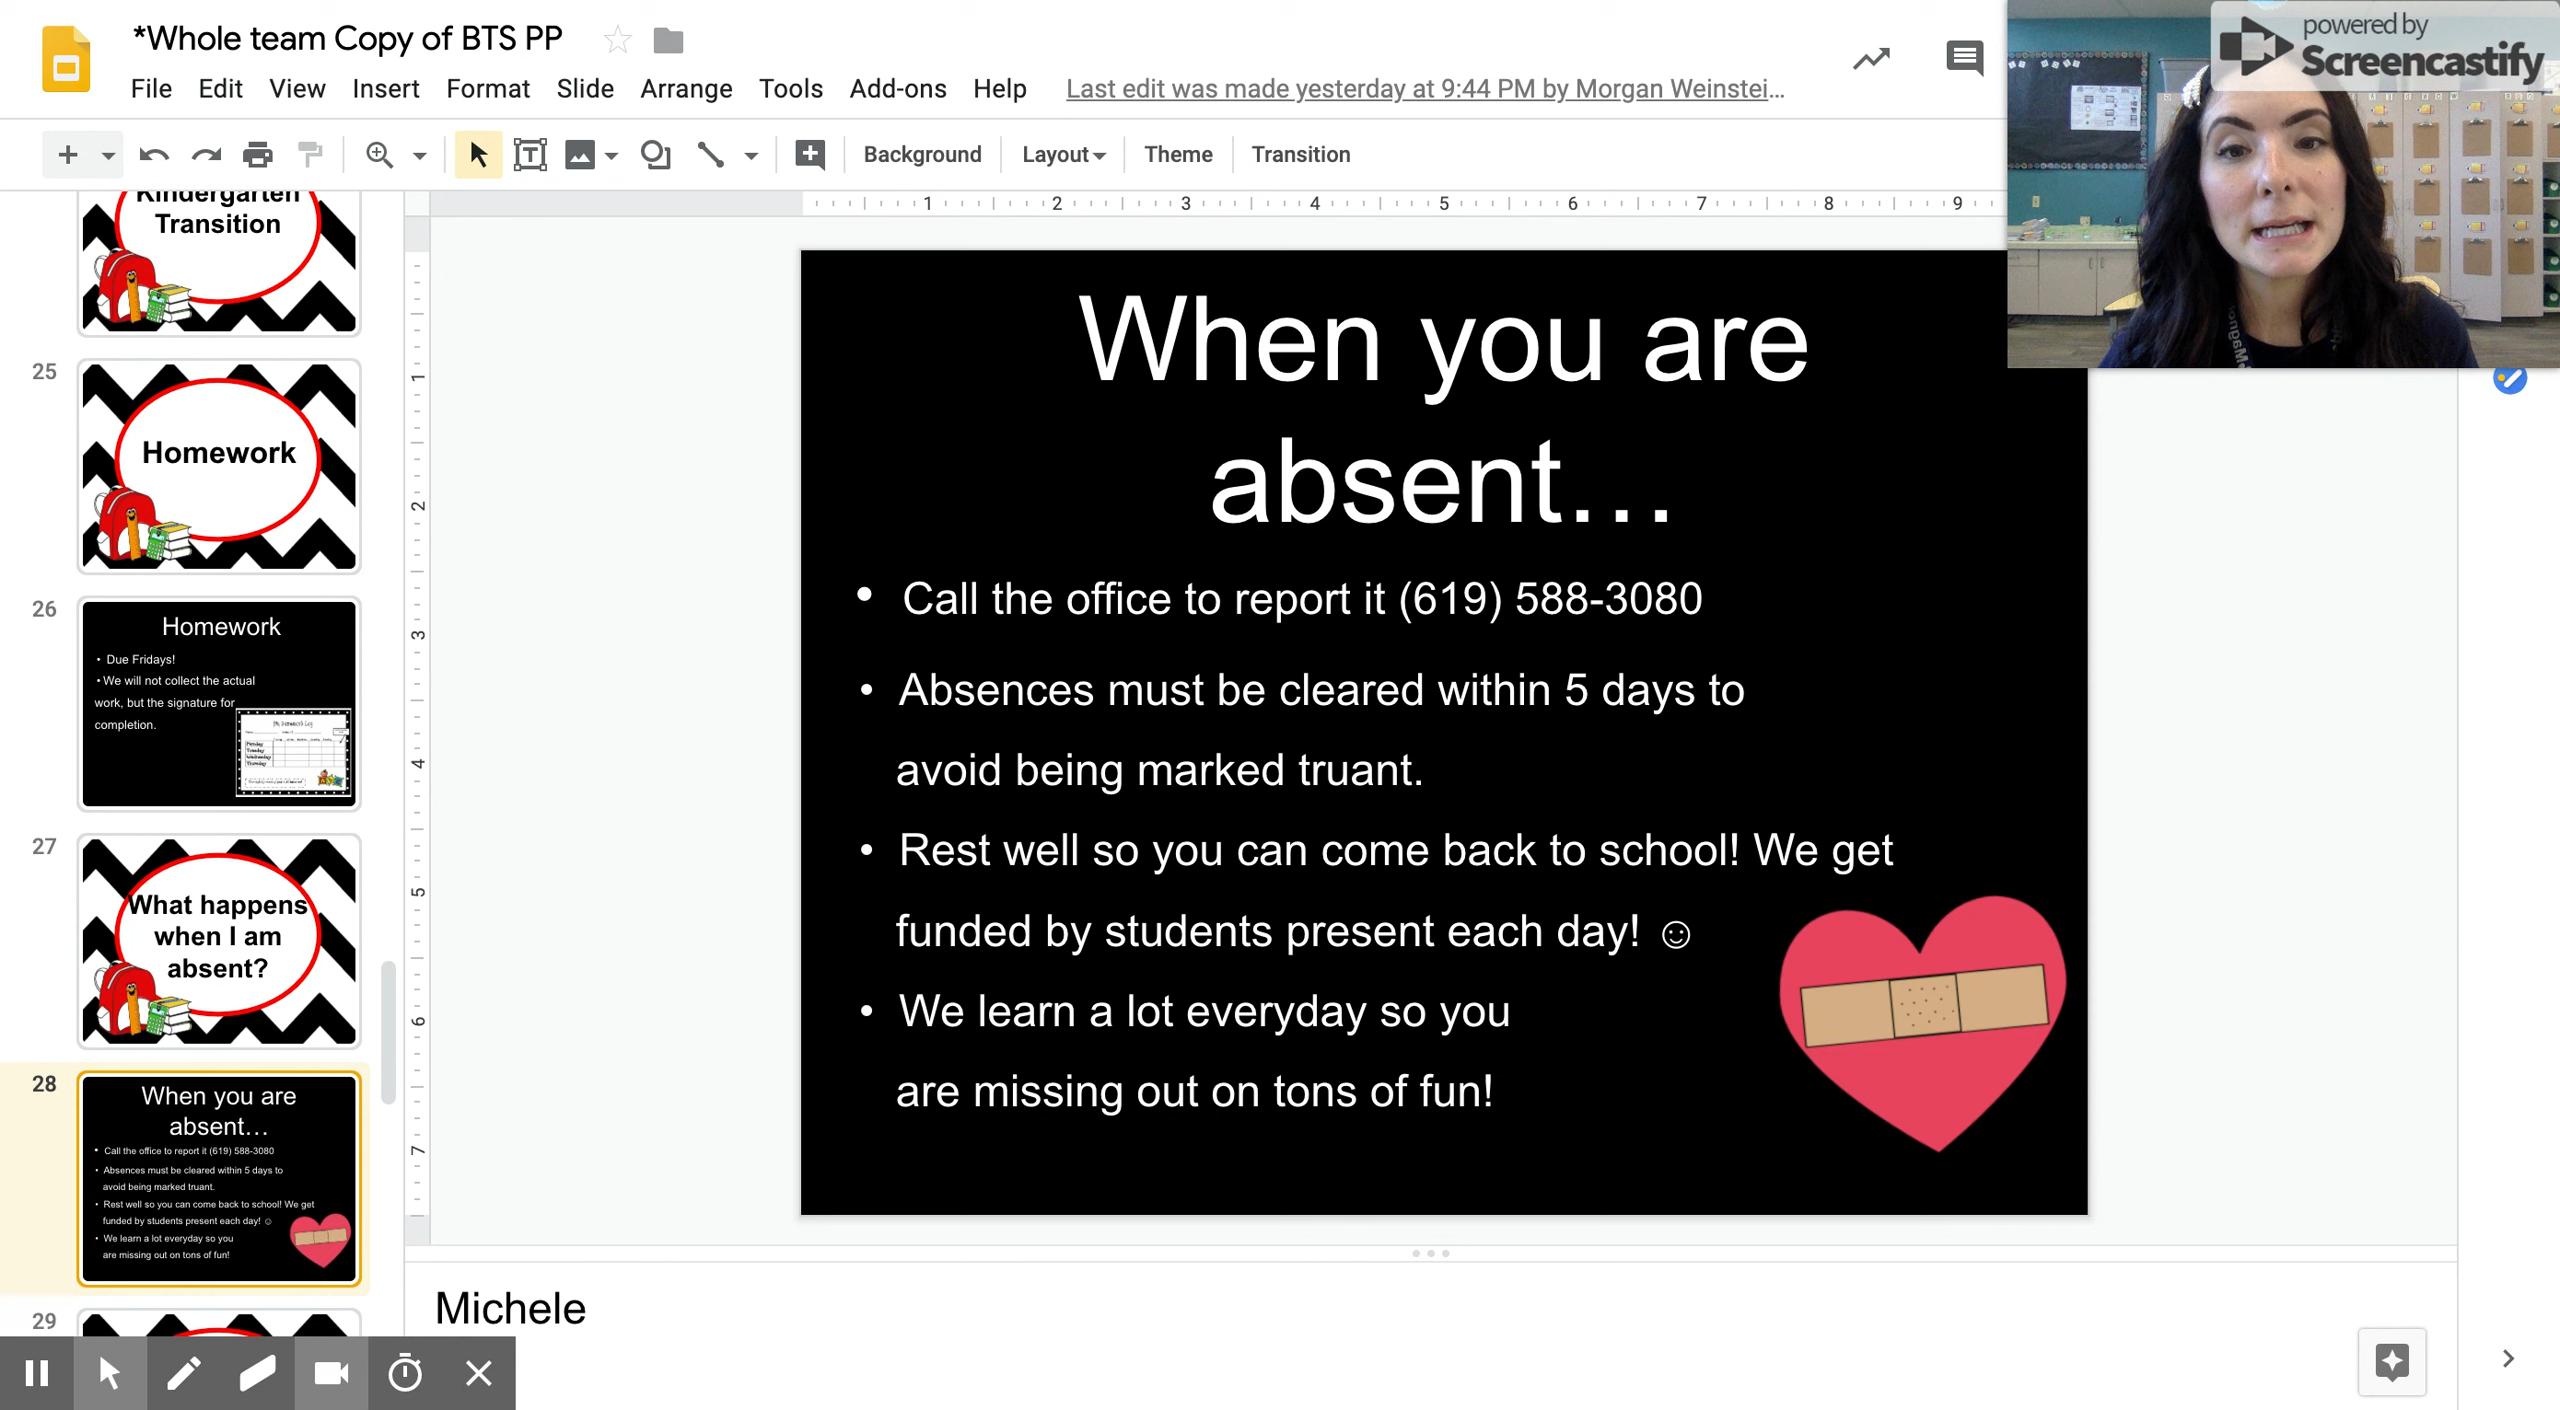 *Whole team Copy of BTS PP
File Edit View Insert Format Slide Arrange Tools Add-ons Help Last edit was made yesterday at 9:44 PM by Morgan Weinstei...
powered by
Screencastify
Background Layout Theme Transition
1 2 3 4 5 6 7 8 9
1
2
3
4
5
6
7
Kindergarten
Transition
25
Homework
26
Homework
• Due Fridays!
• We will not collect the actual
work, but the signature for
completion.
27
What happens
when I am
absent?
28
When you are
absent…
• Call the office to report it (619) 588-3080
• Absences must be cleared within 5 days to
avoid being marked truant.
• Rest well so you can come back to school! We get
funded by students present each day! ☺
• We learn a lot everyday so you
are missing out on tons of fun!
29
When you are
absent…
• Call the office to report it (619) 588-3080
• Absences must be cleared within 5 days to
avoid being marked truant.
• Rest well so you can come back to school! We get
funded by students present each day! ☺
• We learn a lot everyday so you
are missing out on tons of fun!
Michele